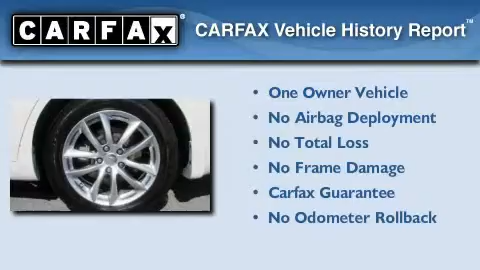 CARFAX® CARFAX Vehicle History Report™
• One Owner Vehicle
• No Airbag Deployment
• No Total Loss
• No Frame Damage
• Carfax Guarantee
• No Odometer Rollback